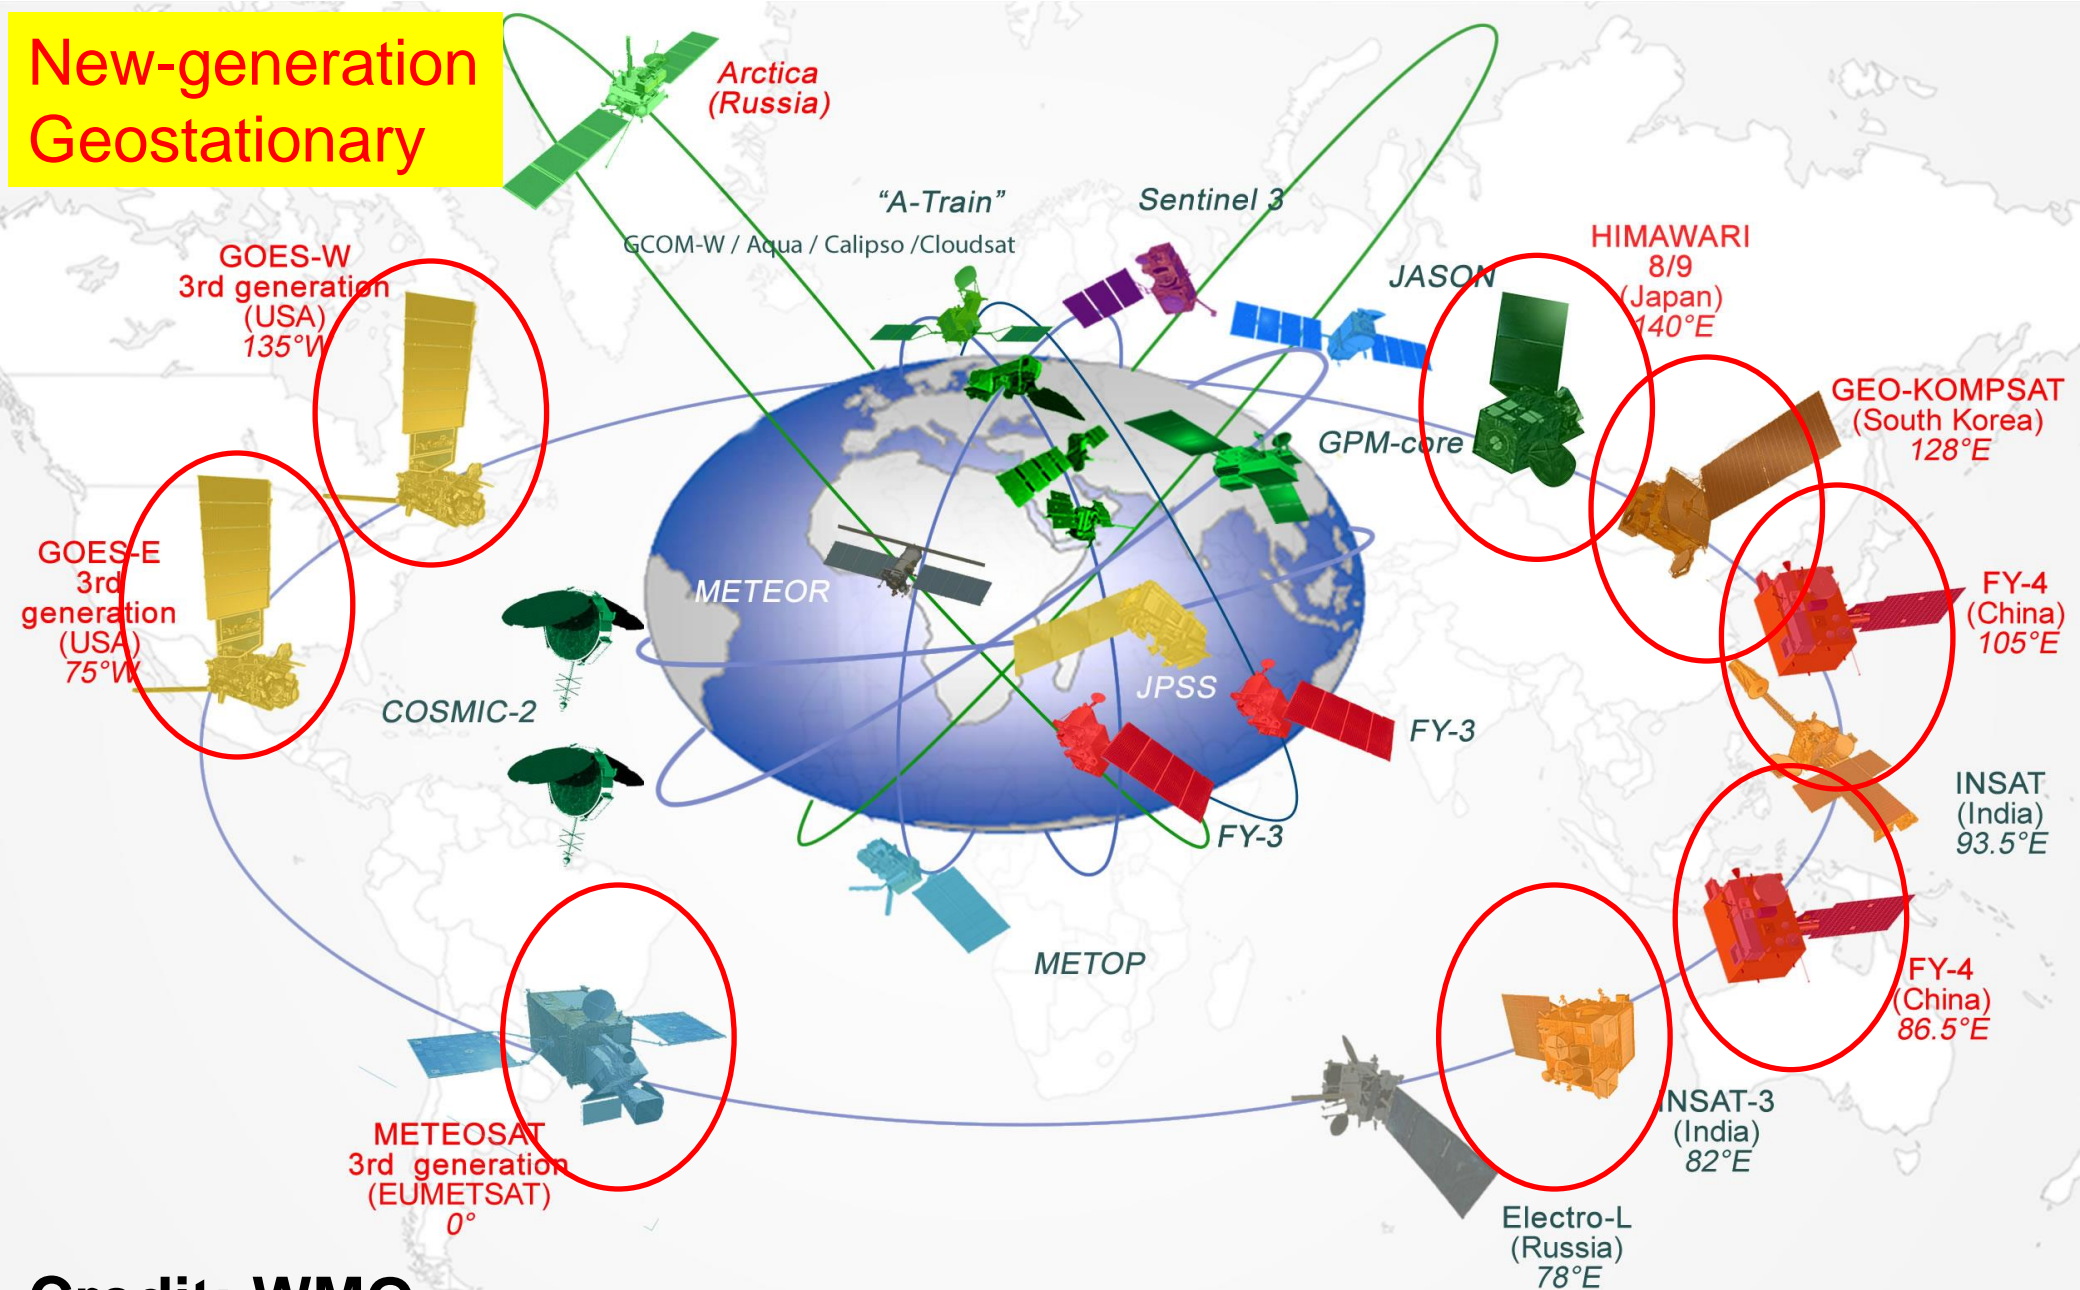 New-generation
Geostationary
Arctica
(Russia)
"A-Train"
GCOM-W / Aqua / Calipso /Cloudsat
Sentinel 3
JASON
HIMAWARI
8/9
(Japan)
140°E
GOES-W
3rd generation
(USA)
135°W
GEO-KOMPSAT
(South Korea)
128°E
GPM-core
GOES-E
3rd
generation
(USA)
75°W
METEOR
FY-4
(China)
105°E
COSMIC-2
JPSS
FY-3
FY-3
INSAT
(India)
93.5°E
METOP
FY-4
(China)
86.5°E
METEOSAT
3rd generation
(EUMETSAT)
0°
INSAT-3
(India)
82°E
Electro-L
(Russia)
78°E
WMO